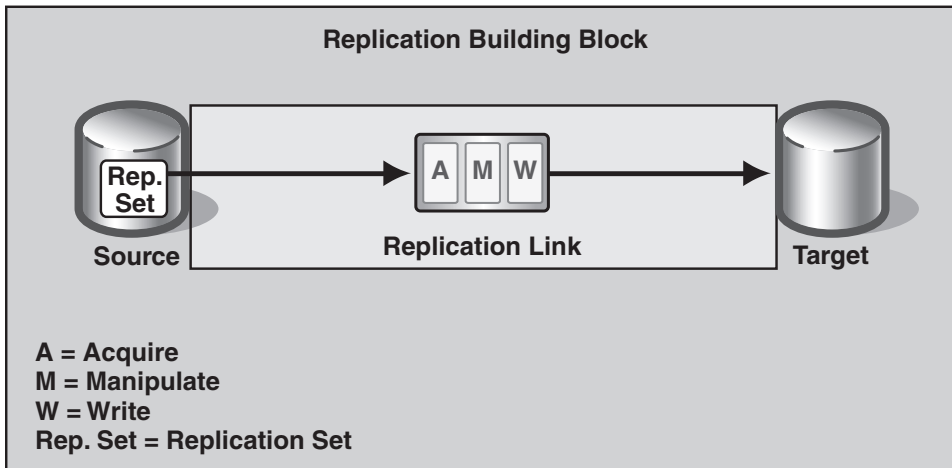 Replication Building Block
Rep.
Set
A M W
Source
Replication Link
Target
A = Acquire
M = Manipulate
W = Write
Rep. Set = Replication Set